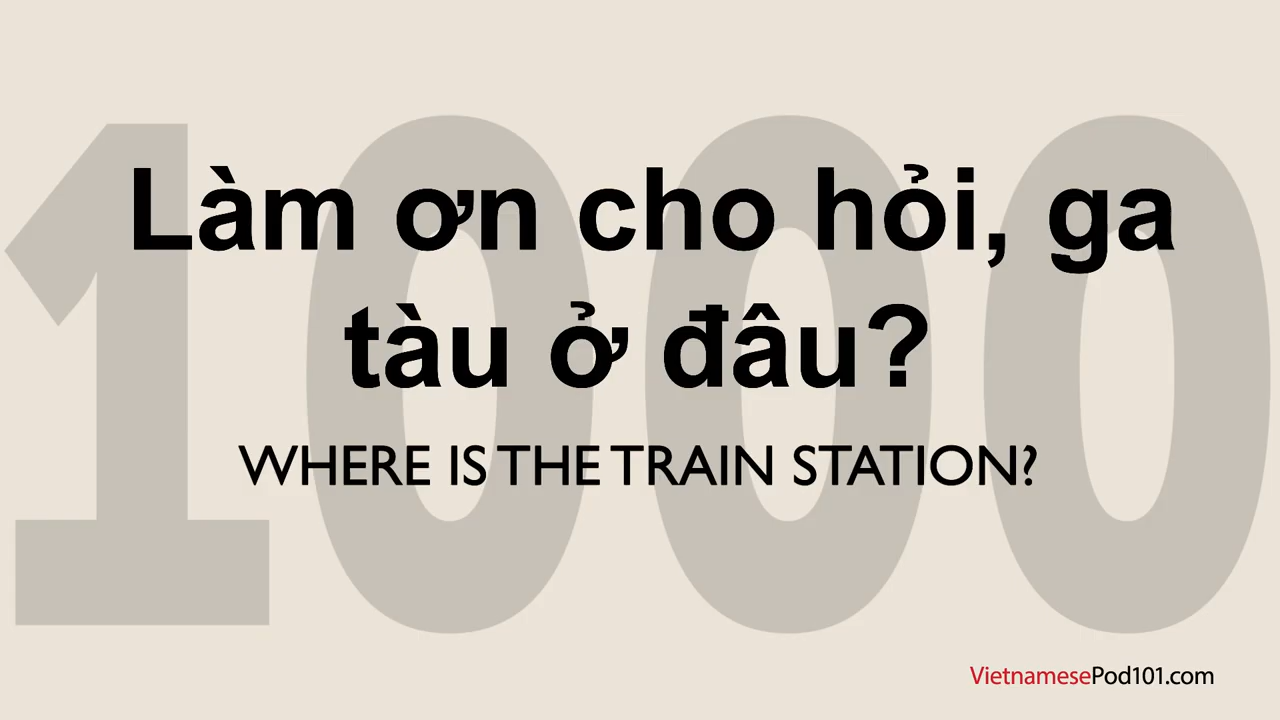 1000
Làm ơn cho hỏi, ga
tàu ở đâu?
WHERE IS THE TRAIN STATION?
VietnamesePod101.com